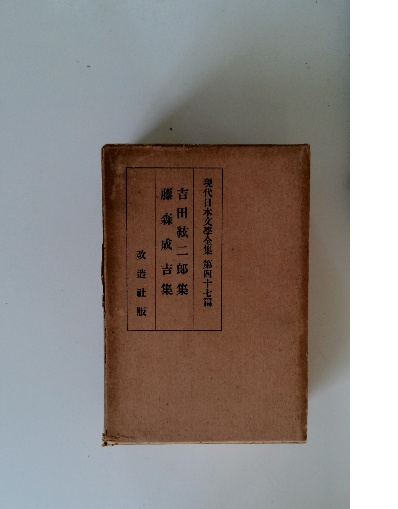 現代日本文學全集 第四十七篇
吉田絃二郎集
藤森成吉集
改造社版